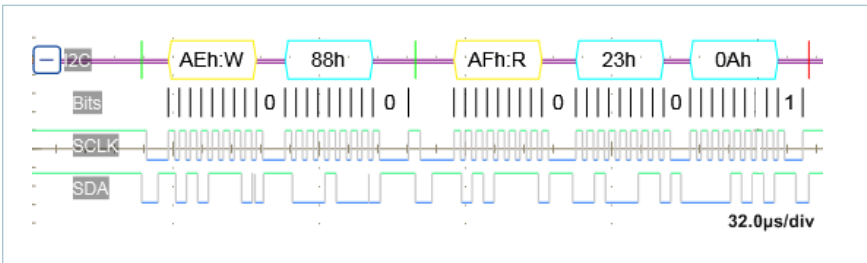 I2C AEh:W 88h AFh:R 23h 0Ah
Bits 0 0 0 0 1
SCLK
SDA
32.0µs/div